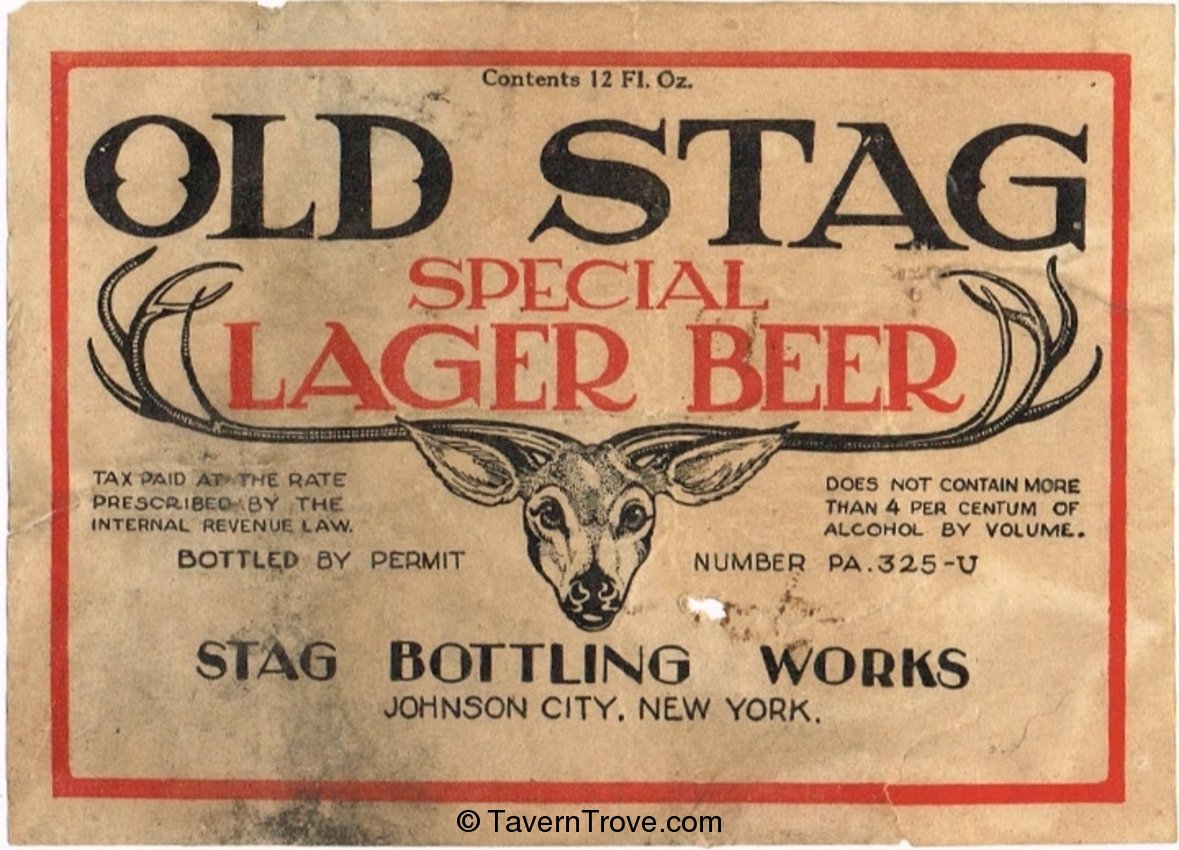 Contents 12 Fl. Oz.
OLD STAG
SPECIAL
LAGER BEER
TAX PAID AT THE RATE
PRESCRIBED BY THE
INTERNAL REVENUE LAW.
DOES NOT CONTAIN MORE
THAN 4 PER CENTUM OF
ALCOHOL BY VOLUME.
BOTTLED BY PERMIT NUMBER PA.325-U
STAG BOTTLING WORKS
JOHNSON CITY. NEW YORK.
© TavernTrove.com